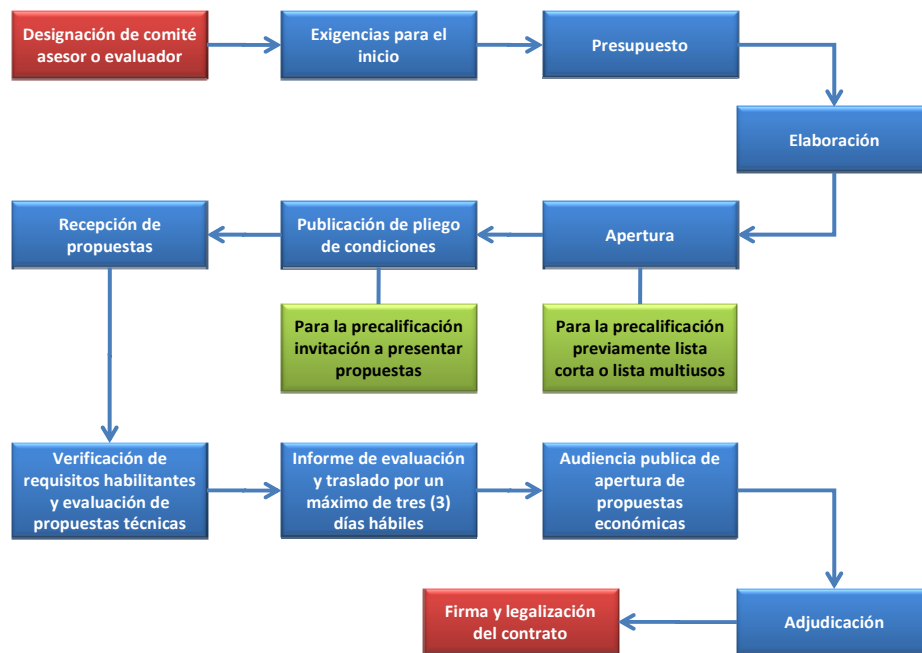 Designación de comité
asesor o evaluador
Exigencias para el
inicio
Presupuesto
Elaboración
Recepción de
propuestas
Publicación de pliego
de condiciones
Apertura
Para la precalificación
invitación a presentar
propuestas
Para la precalificación
previamente lista
corta o lista multiusos
Verificación de
requisitos habilitantes
y evaluación de
propuestas técnicas
Informe de evaluación
y traslado por un
máximo de tres (3)
días hábiles
Audiencia publica de
apertura de
propuestas
económicas
Firma y legalización
del contrato
Adjudicación